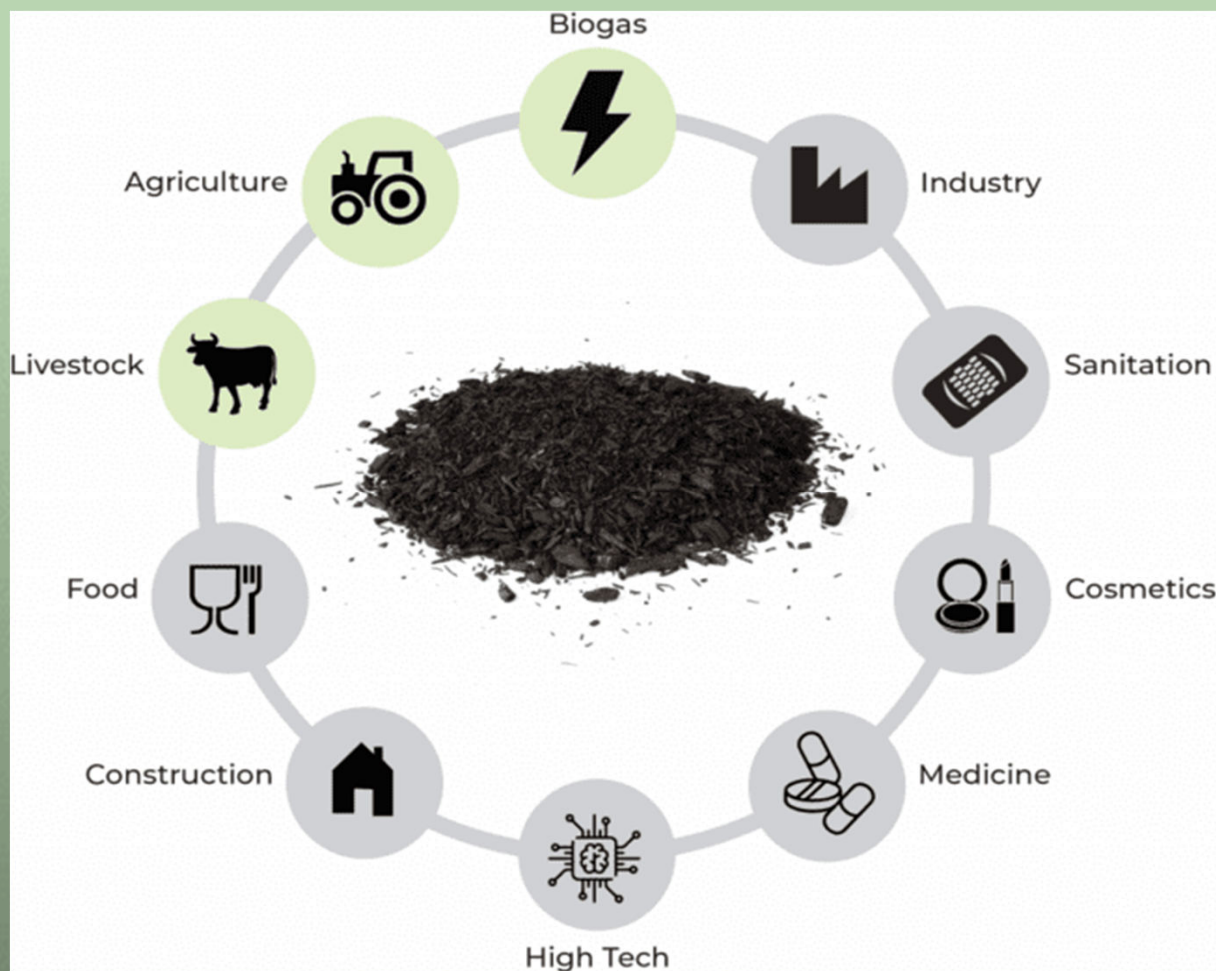 Biogas
Agriculture
Industry
Livestock
Sanitation
Food
Cosmetics
Construction
Medicine
High Tech